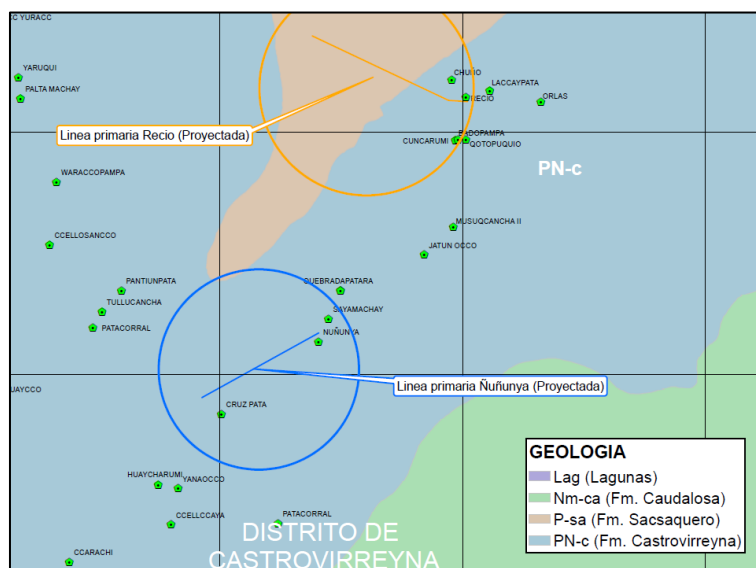 EC YURACC
YARUQUI
PALTA MACHAY
CHUÑO
LACCAYPATA
RECIO
ORLAS
Linea primaria Recio (Proyectada)
CUNCARUMI
QOTOPUQUIO
PN-c
WARACCOPAMPA
MUSUQCANCHA II
CCELLOSANCCO
JATUN OCCO
PANTIUNPATA
QUEBRADAPATARA
TULLUCANCHA
SAYAMACHAY
PATACORRAL
NUÑUNYA
Linea primaria Ñuñunya (Proyectada)
UAYCCO
CRUZ PATA
GEOLOGIA
Lag (Lagunas)
Nm-ca (Fm. Caudalosa)
P-sa (Fm. Sacsaquero)
PN-c (Fm. Castrovirreyna)
HUAYCHARUMI
YANAOCCO
CCELLCCAYA
PATACORRAL
DISTRITO DE
CASTROVIRREYNA
CCARACHI